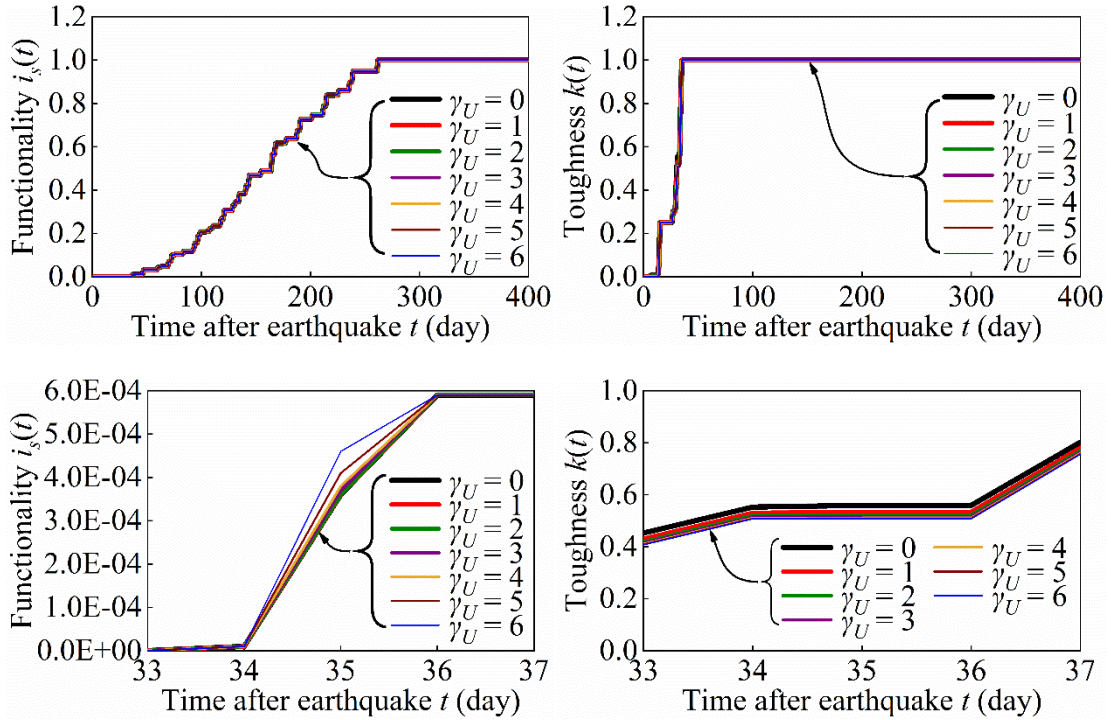 Functionality i_s(t)
1.2
1.0
0.8
0.6
0.4
0.2
0.0
γ_U = 0
γ_U = 1
γ_U = 2
γ_U = 3
γ_U = 4
γ_U = 5
γ_U = 6
0 100 200 300 400
Time after earthquake t (day)
Toughness k(t)
1.2
1.0
0.8
0.6
0.4
0.2
0.0
γ_U = 0
γ_U = 1
γ_U = 2
γ_U = 3
γ_U = 4
γ_U = 5
γ_U = 6
0 100 200 300 400
Time after earthquake t (day)
Functionality i_s(t)
6.0E-04
5.0E-04
4.0E-04
3.0E-04
2.0E-04
1.0E-04
0.0E+00
γ_U = 0
γ_U = 1
γ_U = 2
γ_U = 3
γ_U = 4
γ_U = 5
γ_U = 6
33 34 35 36 37
Time after earthquake t (day)
Toughness k(t)
1.0
0.8
0.6
0.4
0.2
0.0
γ_U = 0
γ_U = 1
γ_U = 2
γ_U = 3
γ_U = 4
γ_U = 5
γ_U = 6
33 34 35 36 37
Time after earthquake t (day)